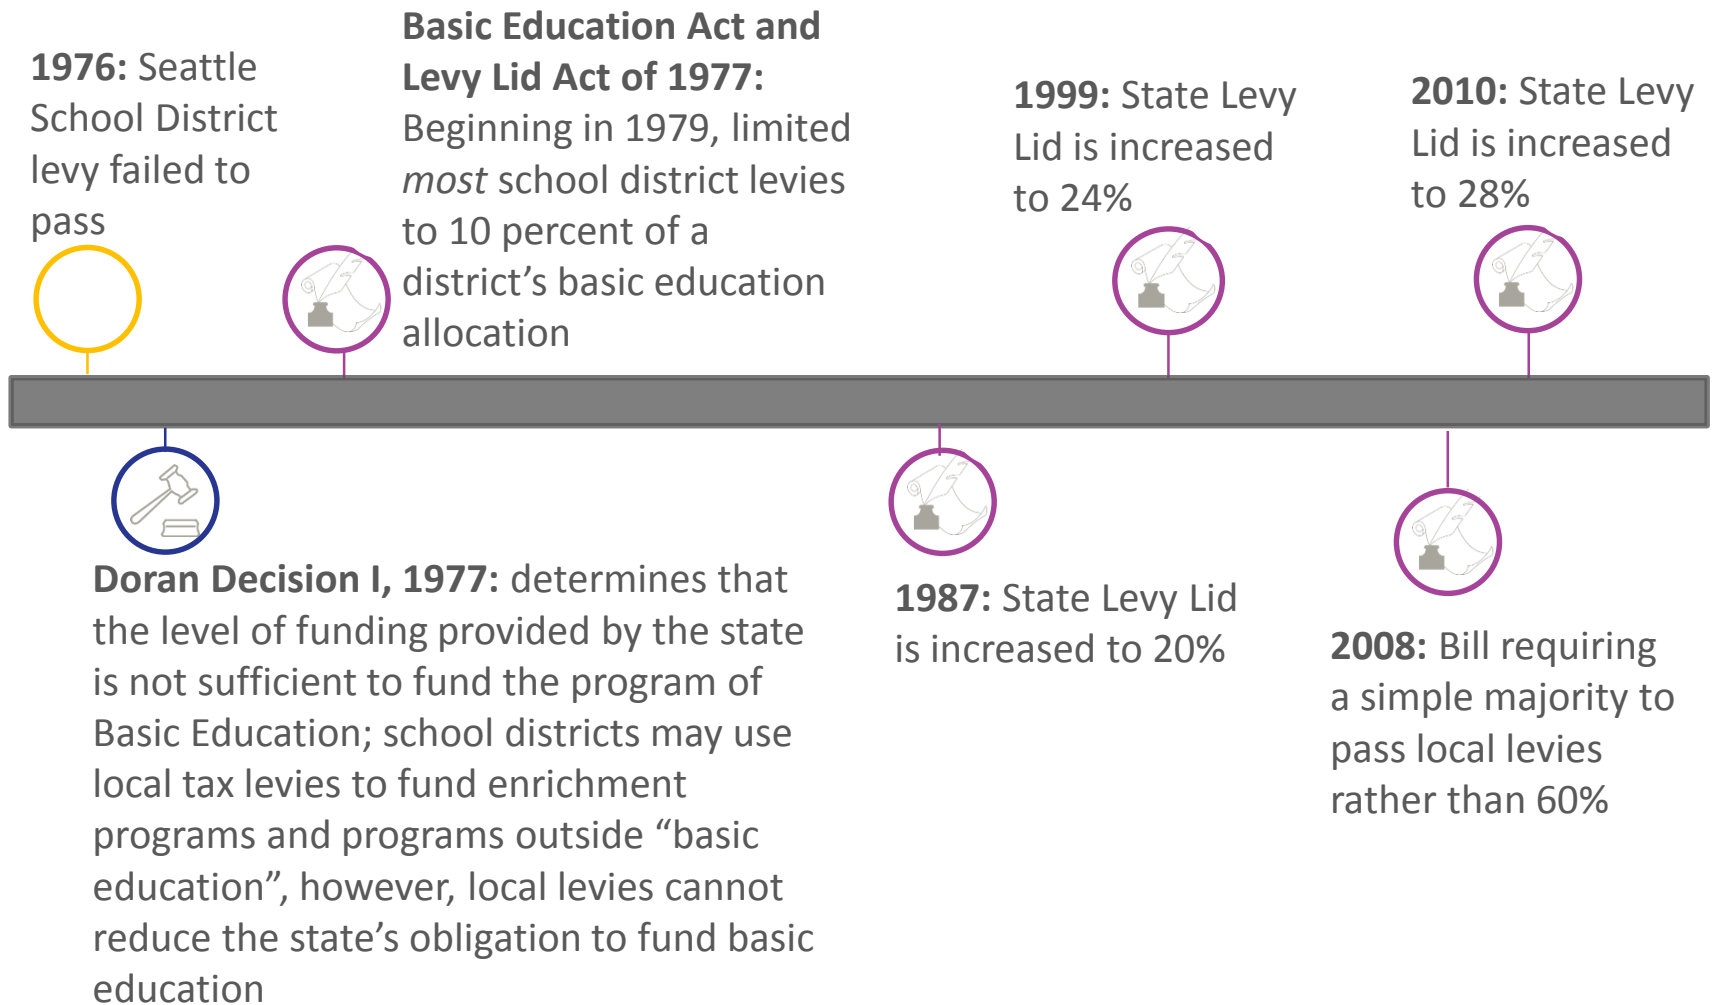 1976: Seattle
School District
levy failed to
pass
Basic Education Act and
Levy Lid Act of 1977:
Beginning in 1979, limited
most school district levies
to 10 percent of a
district’s basic education
allocation
1999: State Levy
Lid is increased
to 24%
2010: State Levy
Lid is increased
to 28%
Doran Decision I, 1977: determines that
the level of funding provided by the state
is not sufficient to fund the program of
Basic Education; school districts may use
local tax levies to fund enrichment
programs and programs outside “basic
education”, however, local levies cannot
reduce the state’s obligation to fund basic
education
1987: State Levy Lid
is increased to 20%
2008: Bill requiring
a simple majority to
pass local levies
rather than 60%